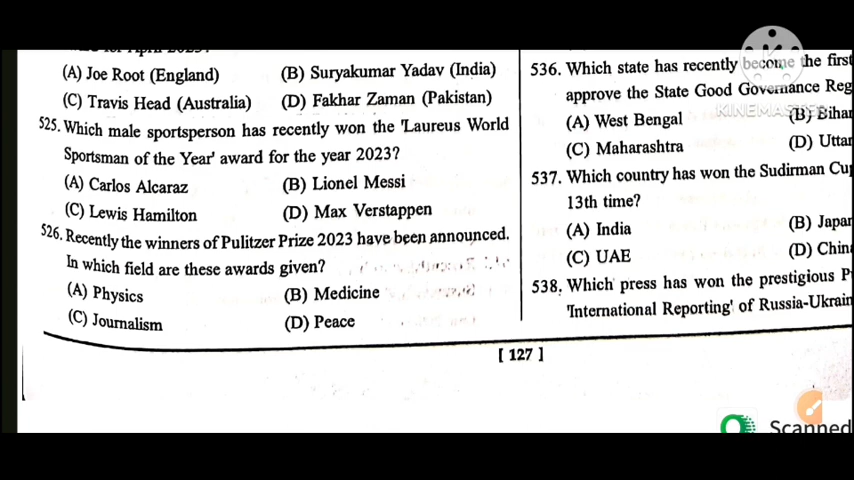 (A) Joe Root (England)
(B) Suryakumar Yadav (India)
(C) Travis Head (Australia)
(D) Fakhar Zaman (Pakistan)
525. Which male sportsperson has recently won the 'Laureus World
Sportsman of the Year' award for the year 2023?
(A) Carlos Alcaraz
(B) Lionel Messi
(C) Lewis Hamilton
(D) Max Verstappen
526. Recently the winners of Pulitzer Prize 2023 have been announced.
In which field are these awards given?
(A) Physics
(B) Medicine
(C) Journalism
(D) Peace
536. Which state has recently become the first
approve the State Good Governance Reg
(A) West Bengal
(B) Bihar
(C) Maharashtra
(D) Uttar
537. Which country has won the Sudirman Cup
13th time?
(A) India
(B) Japan
(C) UAE
(D) China
538. Which press has won the prestigious P
'International Reporting' of Russia-Ukrain
[ 127 ]
KINEMASTER
Scanned